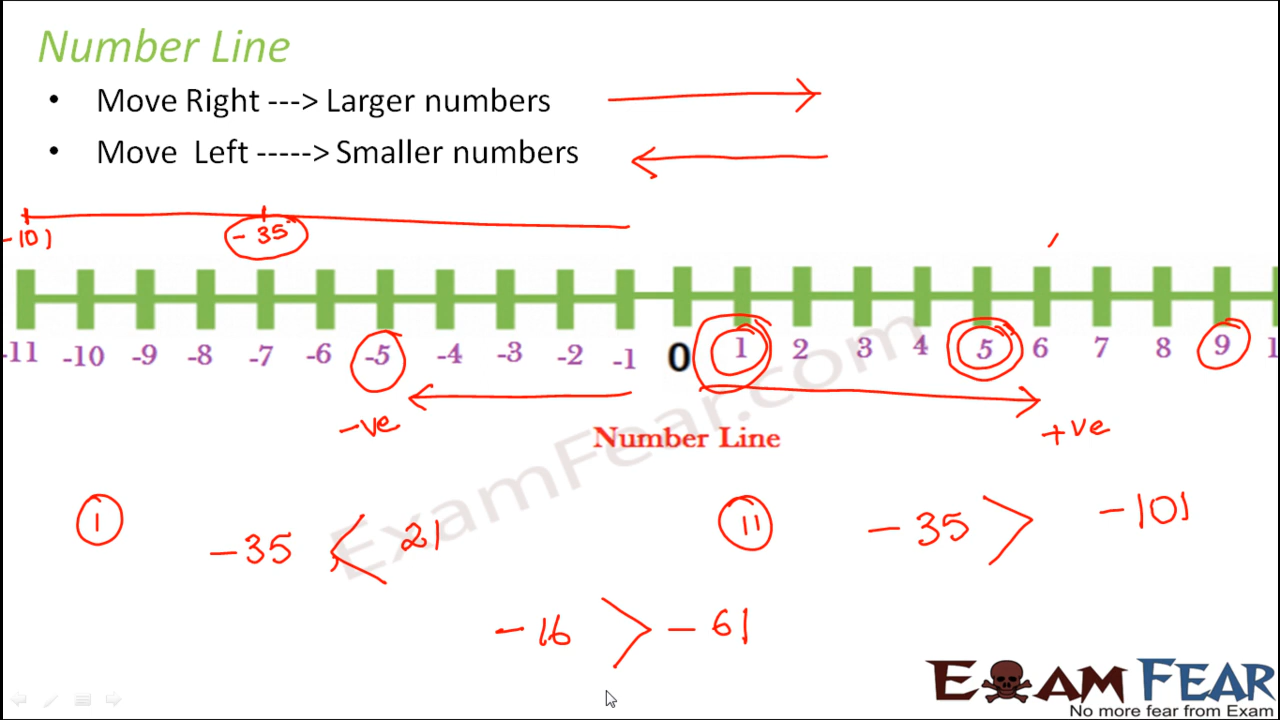 Number Line
• Move Right ---> Larger numbers
• Move Left -----> Smaller numbers
-101 -35
-11 -10 -9 -8 -7 -6 -5 -4 -3 -2 -1 0 1 2 3 4 5 6 7 8 9 1
-ve +ve
Number Line
ExamFear.com
I -35 < 21 II -35 > -101
-16 > -61
EXAM FEAR
No more fear from Exam